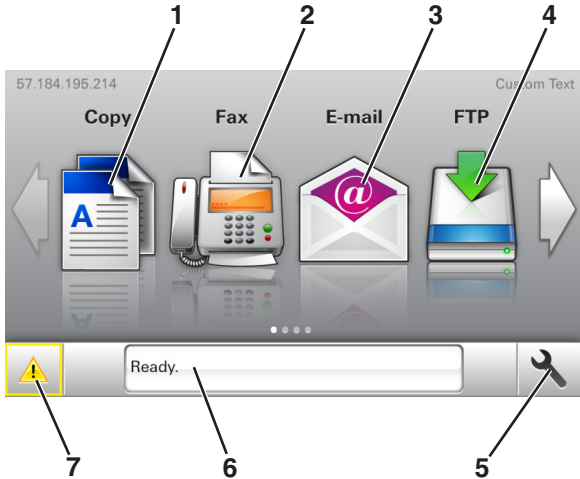 1 2 3 4
57.184.195.214 Custom Text
Copy Fax E-mail FTP
A
@
Ready.
7 6 5